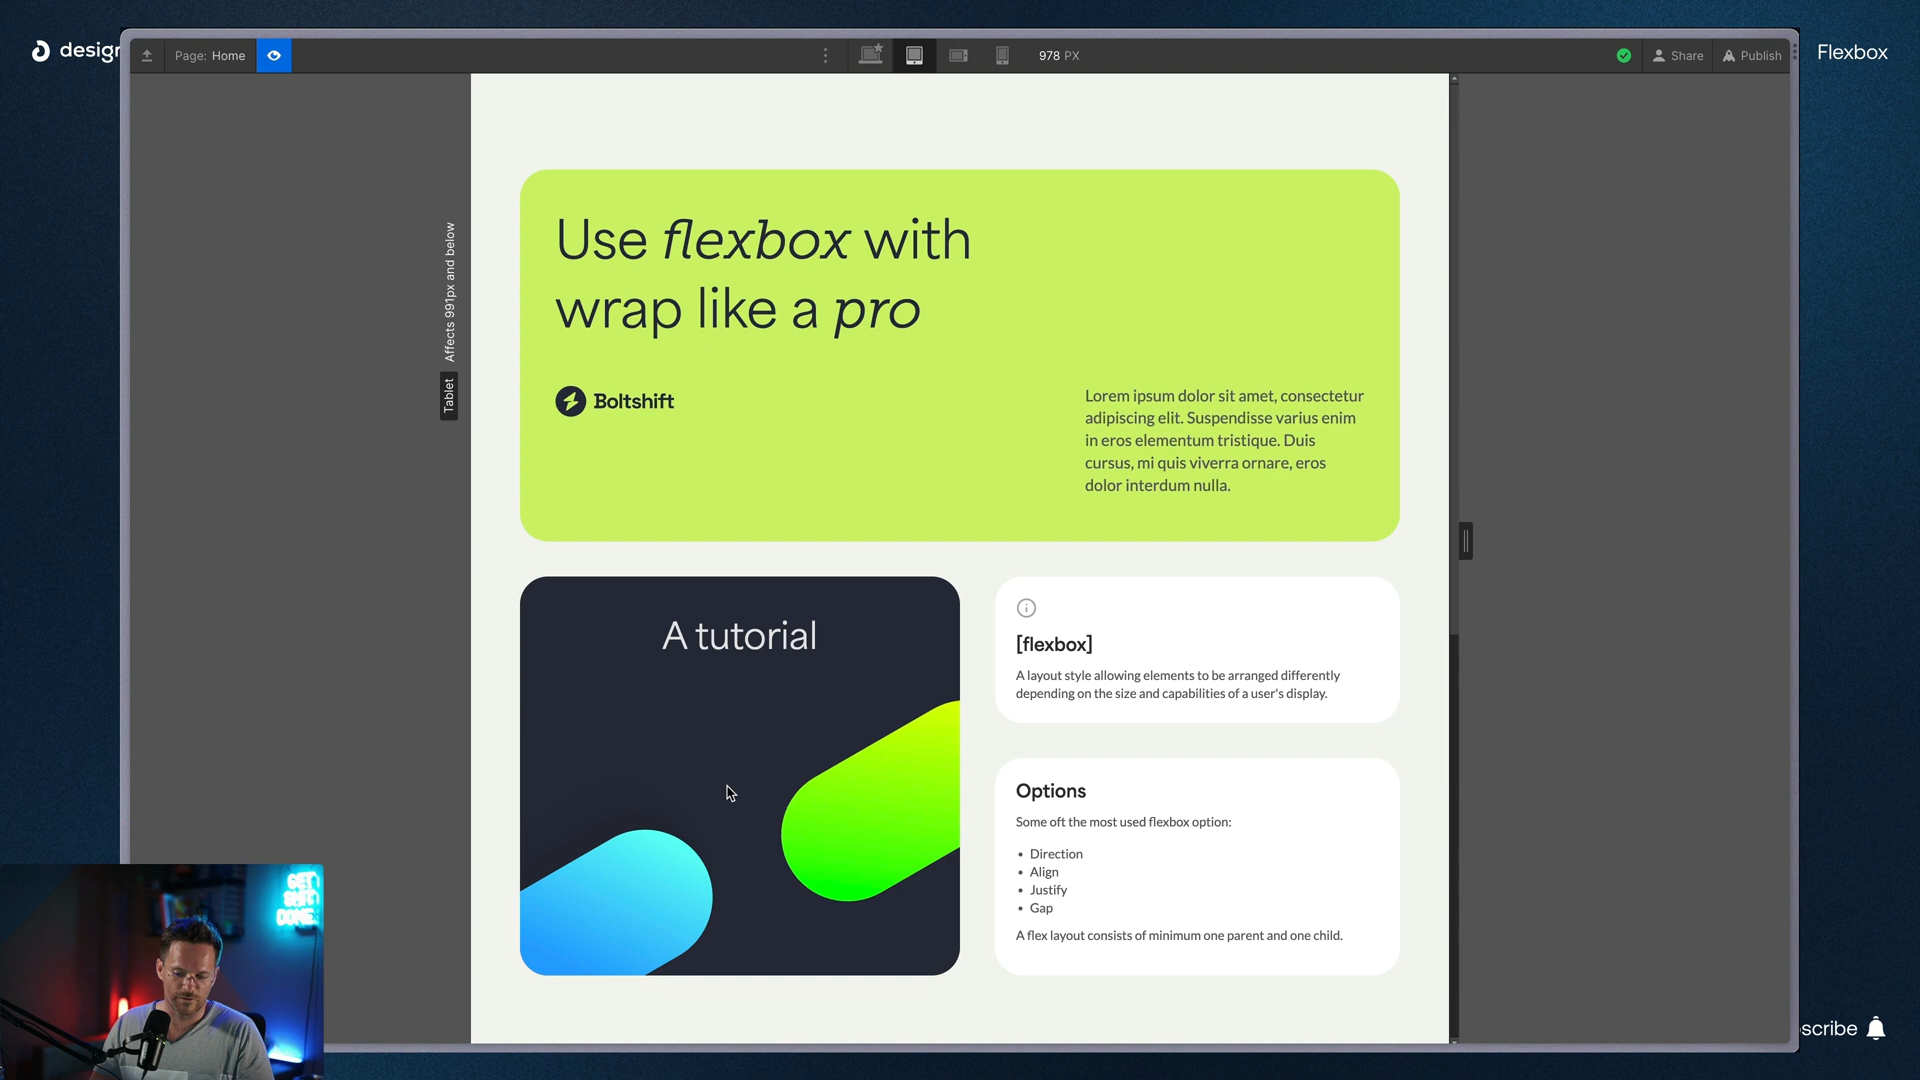 design
Page: Home
978 PX
Share
Publish
Flexbox
Tablet Affects 991px and below
Use flexbox with
wrap like a pro
Boltshift
Lorem ipsum dolor sit amet, consectetur
adipiscing elit. Suspendisse varius enim
in eros elementum tristique. Duis
cursus, mi quis viverra ornare, eros
dolor interdum nulla.
A tutorial
[flexbox]
A layout style allowing elements to be arranged differently
depending on the size and capabilities of a user's display.
Options
Some oft the most used flexbox option:
• Direction
• Align
• Justify
• Gap
A flex layout consists of minimum one parent and one child.
GET
SHIT
DONE.
scribe